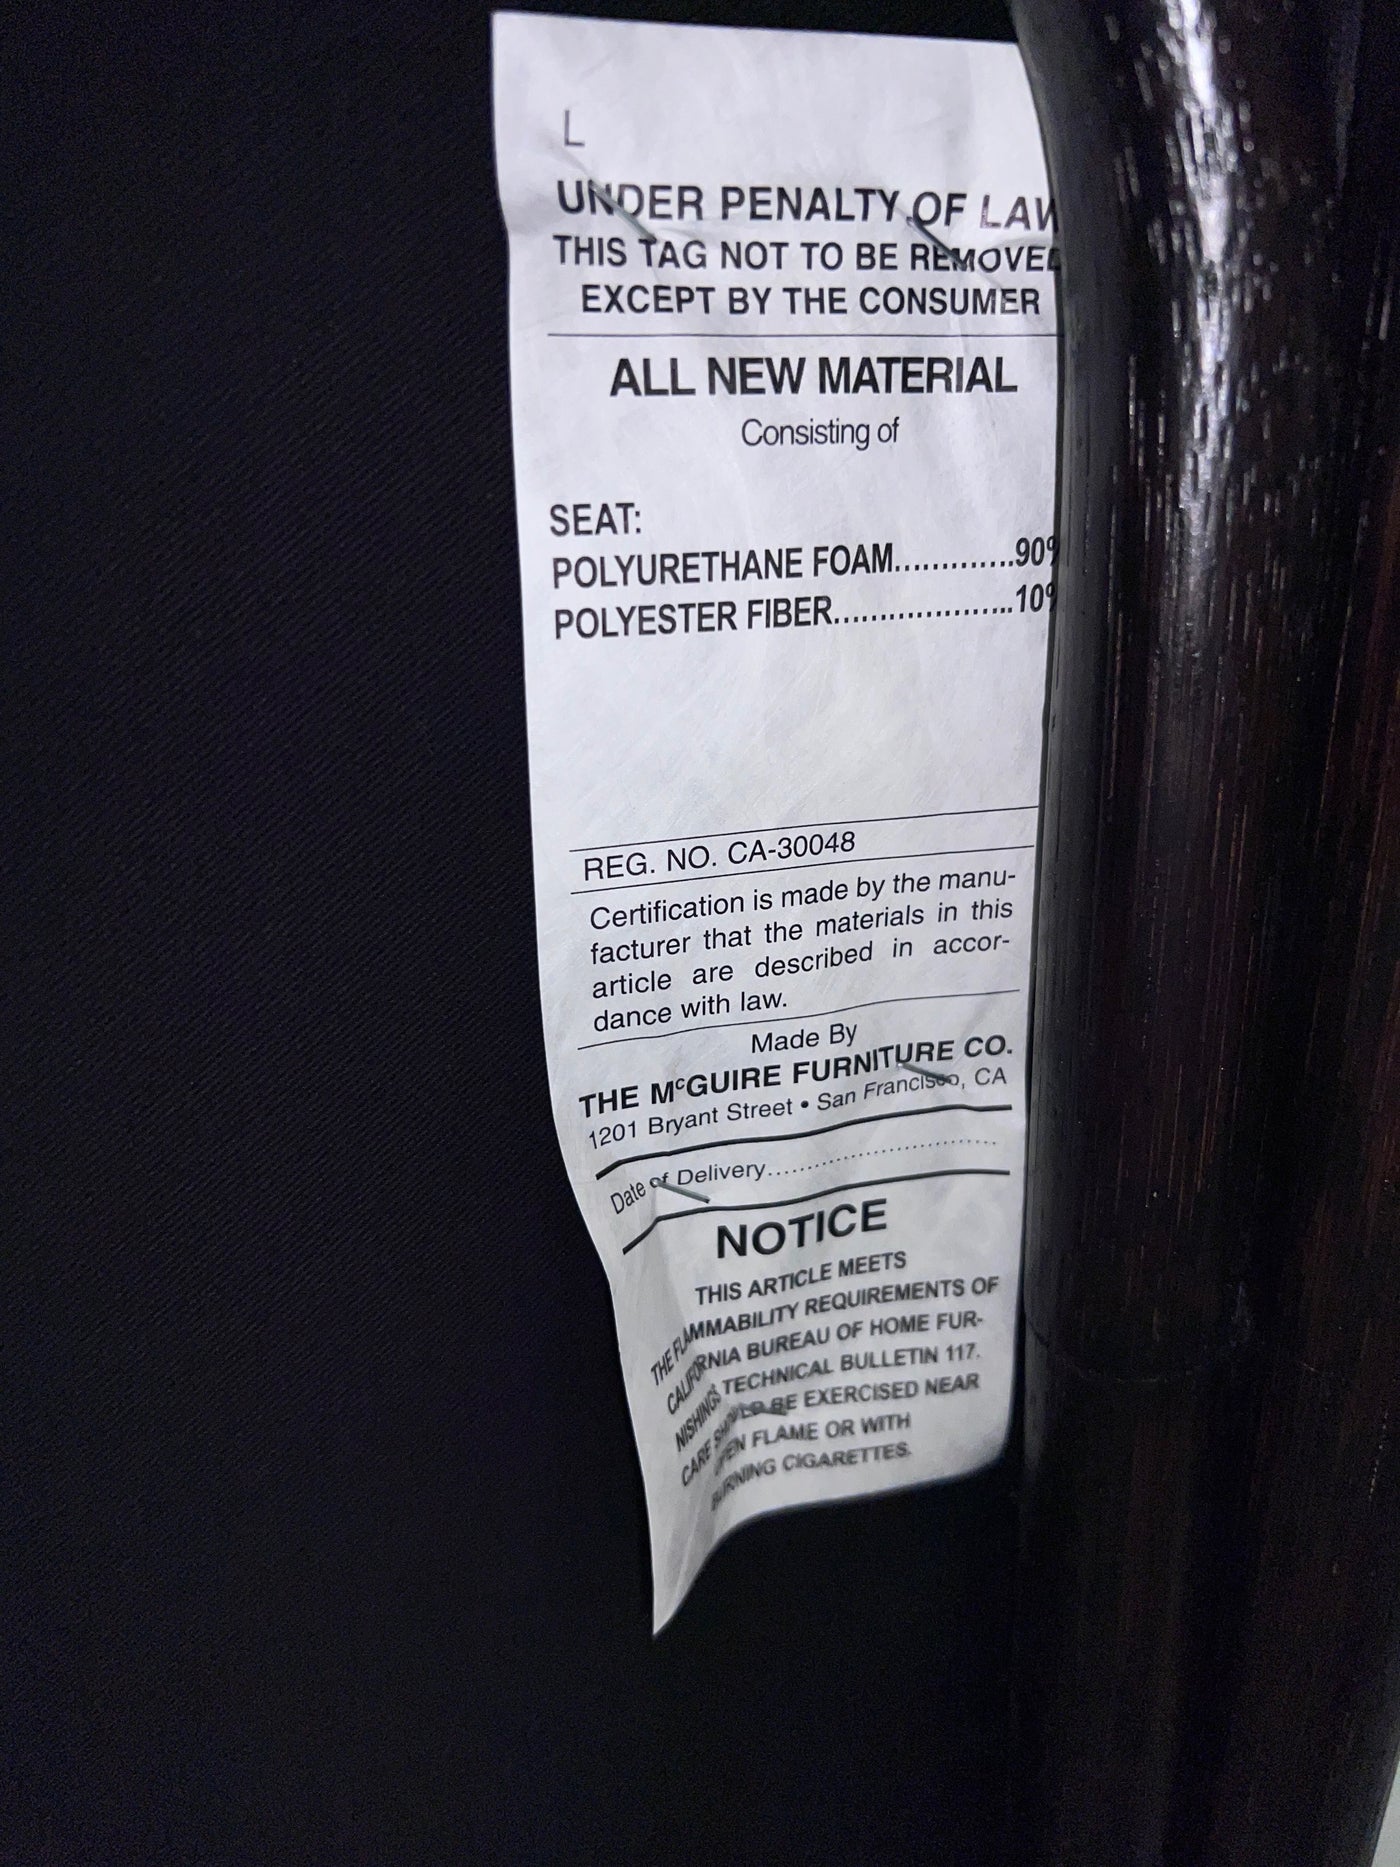 L
UNDER PENALTY OF LAW
THIS TAG NOT TO BE REMOVED
EXCEPT BY THE CONSUMER
ALL NEW MATERIAL
Consisting of
SEAT:
POLYURETHANE FOAM.............90%
POLYESTER FIBER....................10%
REG. NO. CA-30048
Certification is made by the manu-
facturer that the materials in this
article are described in accor-
dance with law.
Made By
THE McGUIRE FURNITURE CO.
1201 Bryant Street • San Francisco, CA
Date of Delivery..................................
NOTICE
THIS ARTICLE MEETS
THE FLAMMABILITY REQUIREMENTS OF
CALIFORNIA BUREAU OF HOME FUR-
NISHINGS TECHNICAL BULLETIN 117.
CARE SHOULD BE EXERCISED NEAR
OPEN FLAME OR WITH
BURNING CIGARETTES.